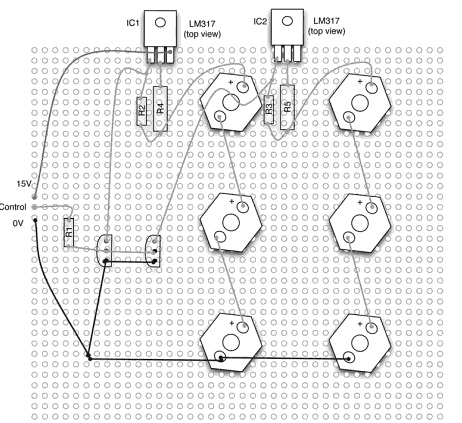 IC1
LM317
(top view)
IC2
LM317
(top view)
R2
R4
R3
R5
+
+
15V
Control
0V
R1
+
+
+
+